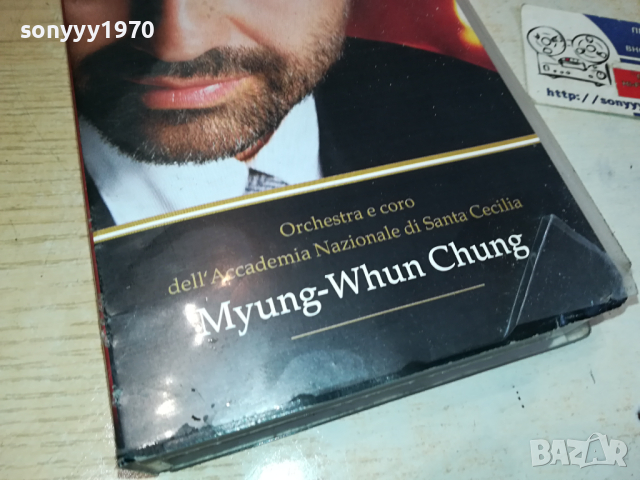 sonyyy1970
http://sonyy
Orchestra e coro
dell'Accademia Nazionale di Santa Cecilia
Myung-Whun Chung
BAZAR